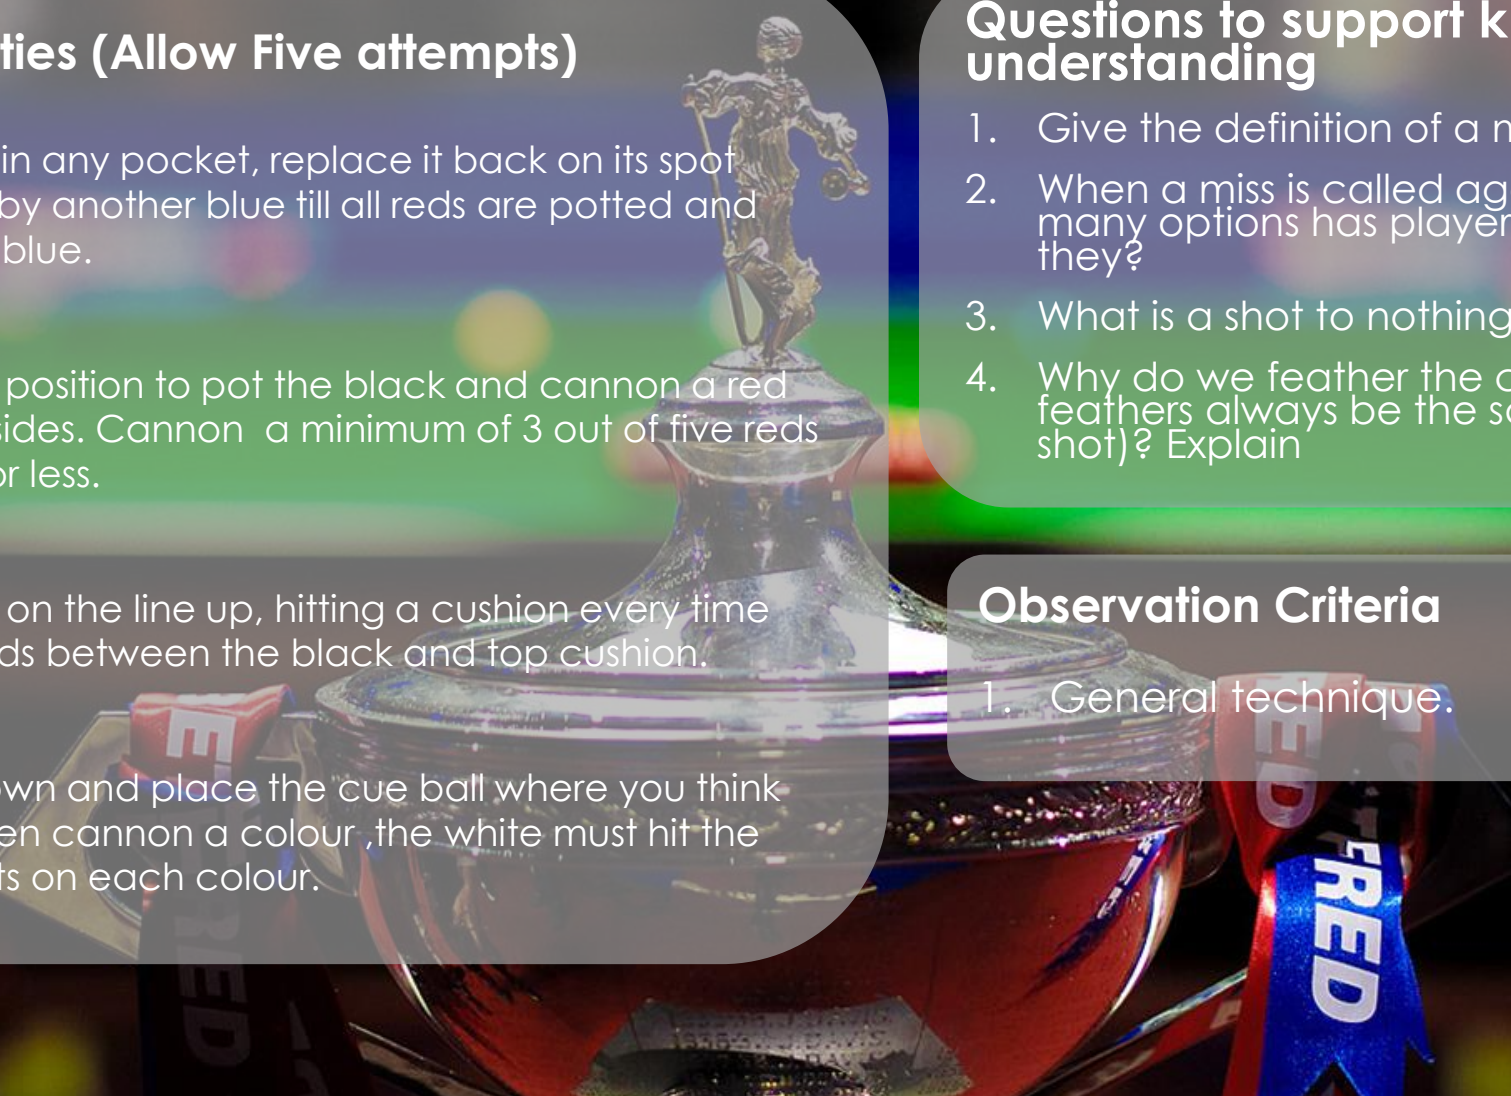 ties (Allow Five attempts)
in any pocket, replace it back on its spot
by another blue till all reds are potted and
blue.
position to pot the black and cannon a red
sides. Cannon a minimum of 3 out of five reds
or less.
on the line up, hitting a cushion every time
ds between the black and top cushion.
wn and place the cue ball where you think
en cannon a colour ,the white must hit the
ts on each colour.
Questions to support k
understanding
1. Give the definition of a m
2. When a miss is called ag
many options has player
they?
3. What is a shot to nothing
4. Why do we feather the c
feathers always be the sa
shot)? Explain
Observation Criteria
1. General technique.
RED
FRED